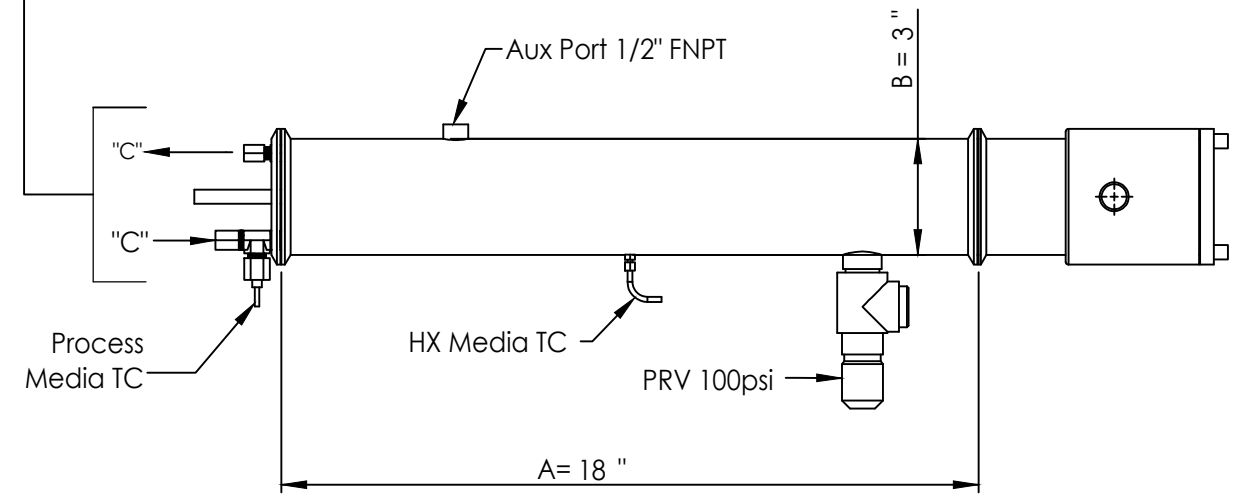 Aux Port 1/2" FNPT
B = 3 "
"C"
"C"
Process
Media TC
HX Media TC
PRV 100psi
A= 18 "